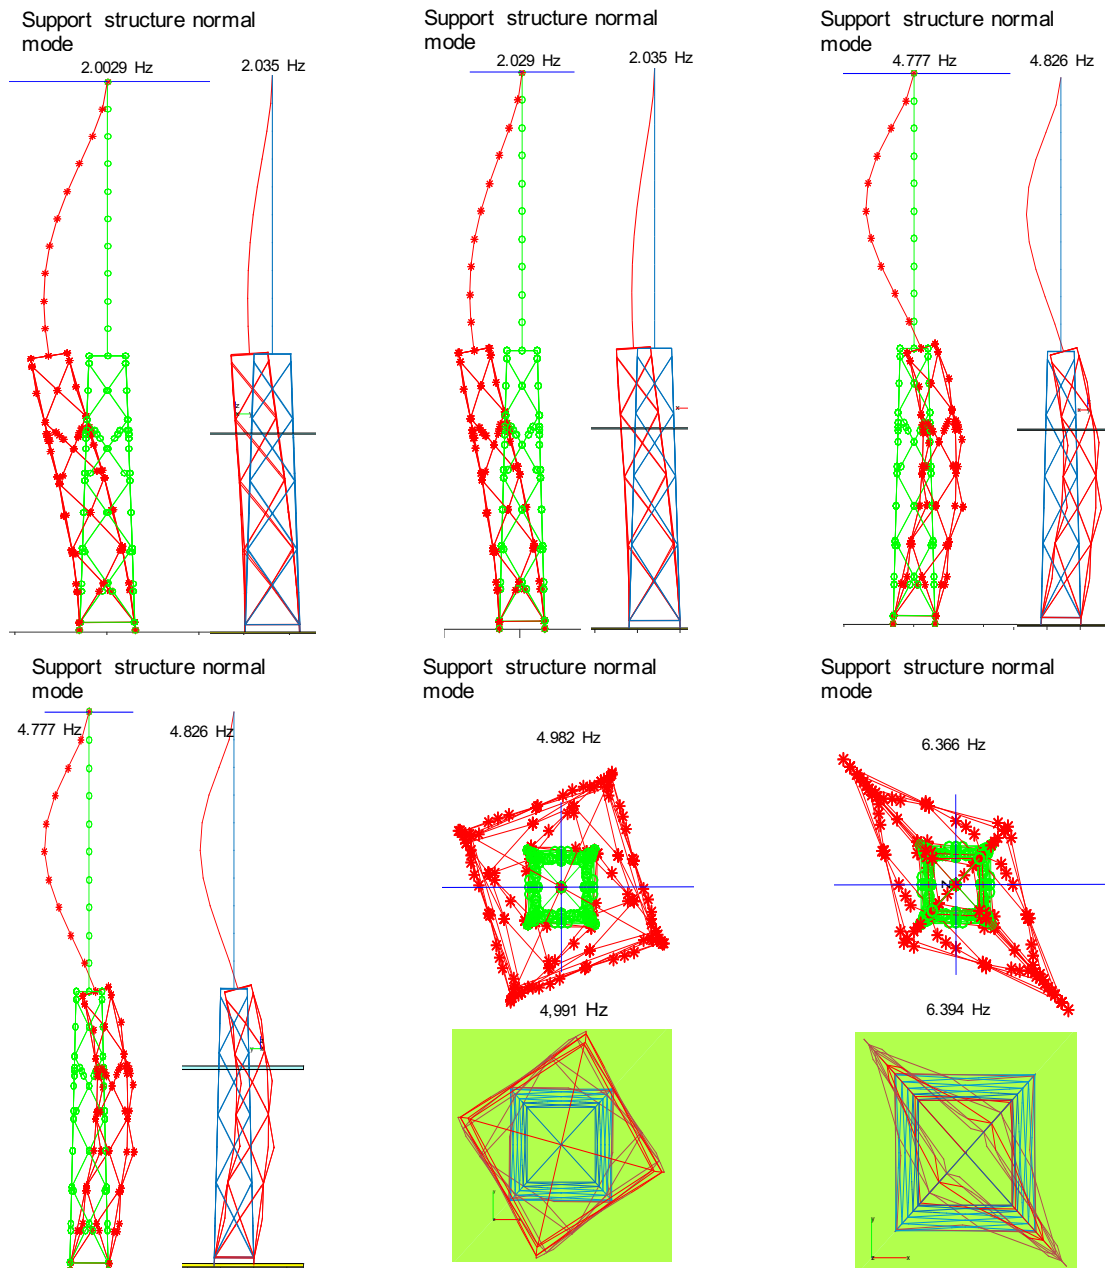 Support structure normal
mode
2.0029 Hz
2.035 Hz
Support structure normal
mode
2.029 Hz
2.035 Hz
Support structure normal
mode
4.777 Hz
4.826 Hz
Support structure normal
mode
4.777 Hz
4.826 Hz
Support structure normal
mode
4.982 Hz
4,991 Hz
Support structure normal
mode
6.366 Hz
6.394 Hz